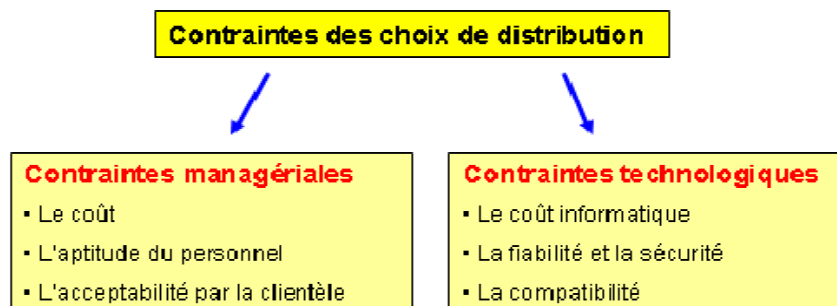 Contraintes des choix de distribution
Contraintes managériales
▪ Le coût
▪ L'aptitude du personnel
▪ L'acceptabilité par la clientèle
Contraintes technologiques
▪ Le coût informatique
▪ La fiabilité et la sécurité
▪ La compatibilité